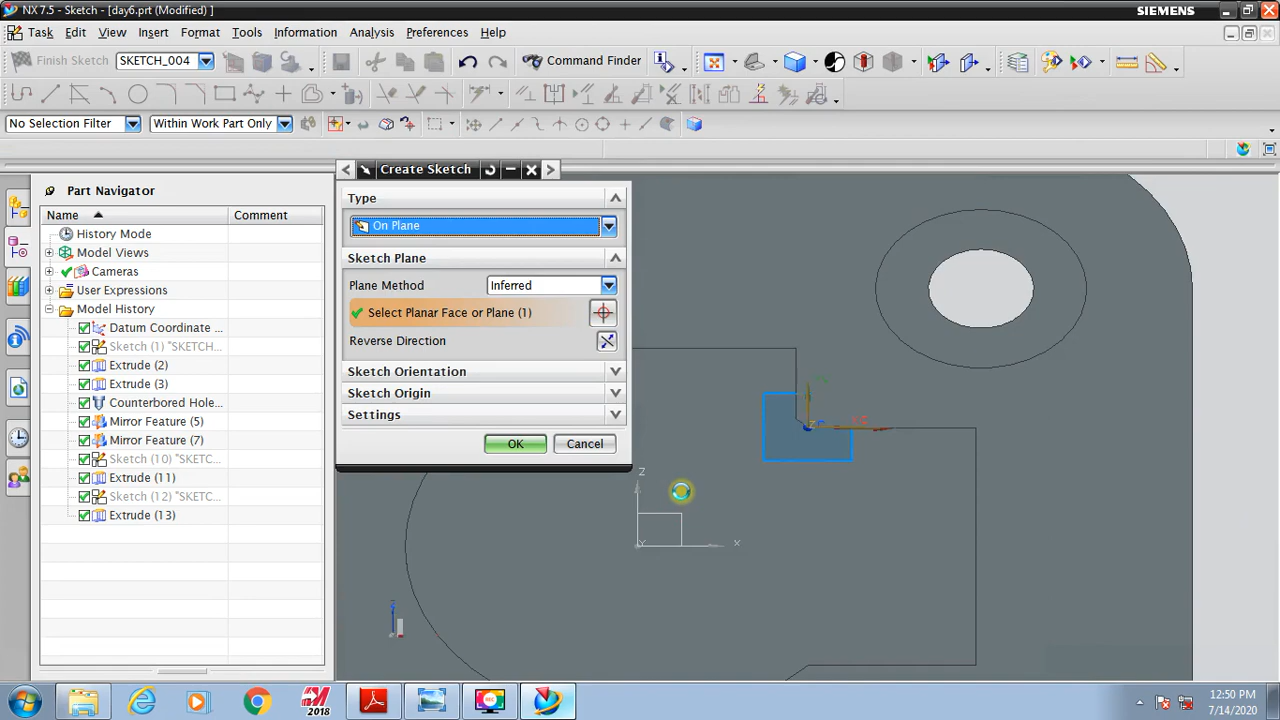 NX 7.5 - Sketch - [day6.prt (Modified) ]
SIEMENS
Task Edit View Insert Format Tools Information Analysis Preferences Help
Finish Sketch SKETCH_004 Command Finder
No Selection Filter Within Work Part Only
Create Sketch
Part Navigator
Name Comment
History Mode
Model Views
Cameras
User Expressions
Model History
Datum Coordinate ...
Sketch (1) "SKETCH...
Extrude (2)
Extrude (3)
Counterbored Hole...
Mirror Feature (5)
Mirror Feature (7)
Sketch (10) "SKETC...
Extrude (11)
Sketch (12) "SKETC...
Extrude (13)
Type
On Plane
Sketch Plane
Plane Method Inferred
Select Planar Face or Plane (1)
Reverse Direction
Sketch Orientation
Sketch Origin
Settings
OK Cancel
Z
Y
X
2018
12:50 PM
7/14/2020